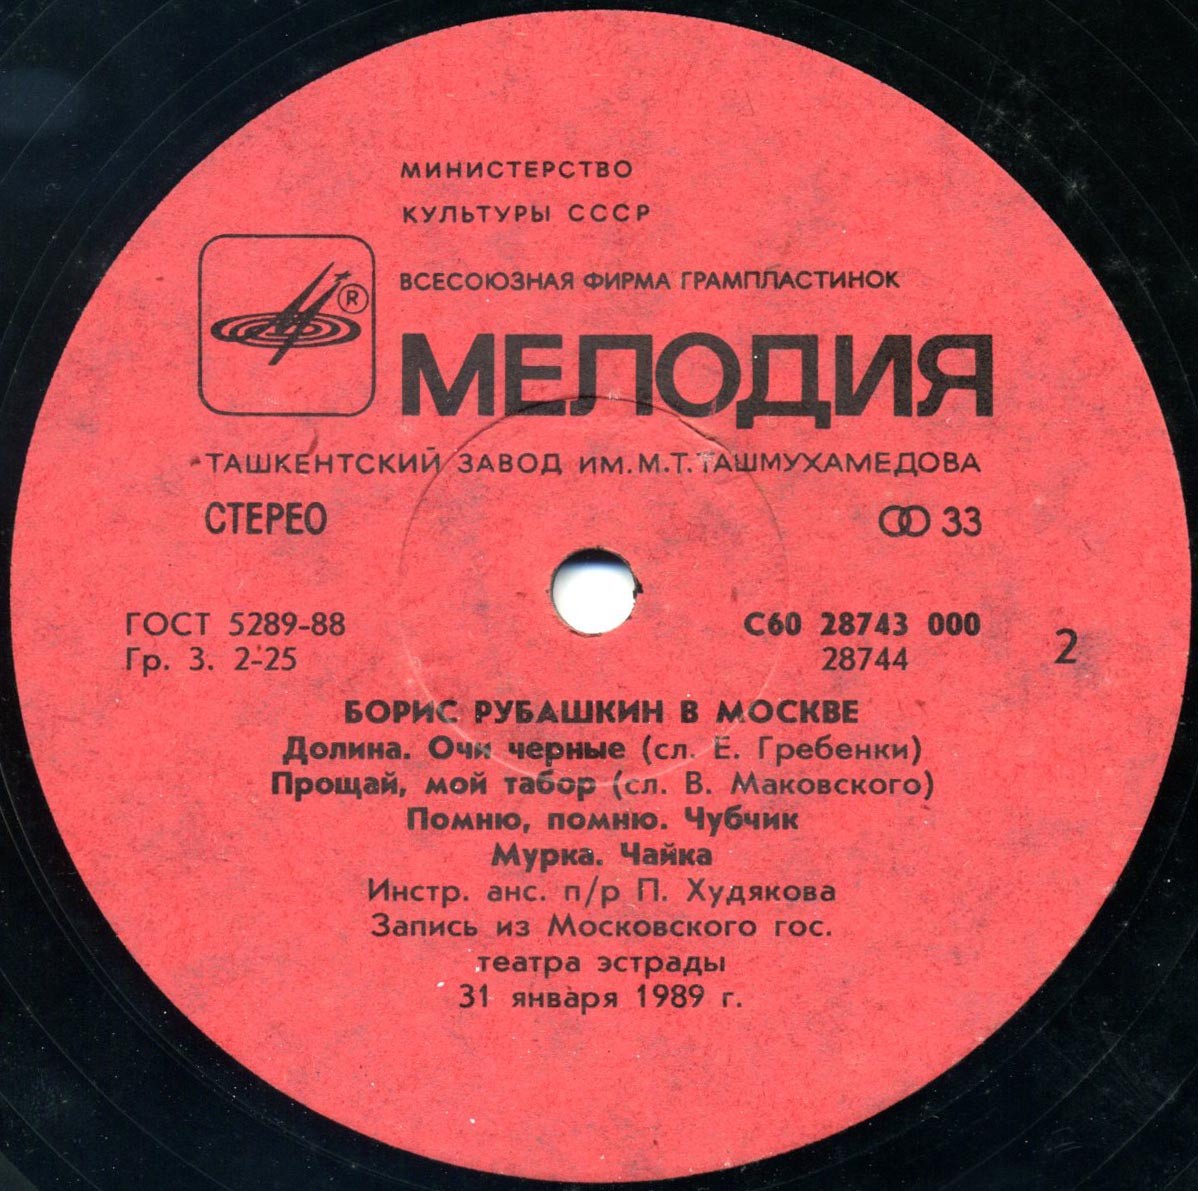 МИНИСТЕРСТВО
КУЛЬТУРЫ СССР
ВСЕСОЮЗНАЯ ФИРМА ГРАМПЛАСТИНОК
®
МЕЛОДИЯ
ТАШКЕНТСКИЙ ЗАВОД ИМ. М.Т. ТАШМУХАМЕДОВА
СТЕРЕО 33
ГОСТ 5289-88 С60 28743 000
Гр. 3. 2-25 28744 2
БОРИС РУБАШКИН В МОСКВЕ
Долина. Очи черные (сл. Е. Гребенки)
Прощай, мой табор (сл. В. Маковского)
Помню, помню. Чубчик
Мурка. Чайка
Инстр. анс. п/р П. Худякова
Запись из Московского гос.
театра эстрады
31 января 1989 г.